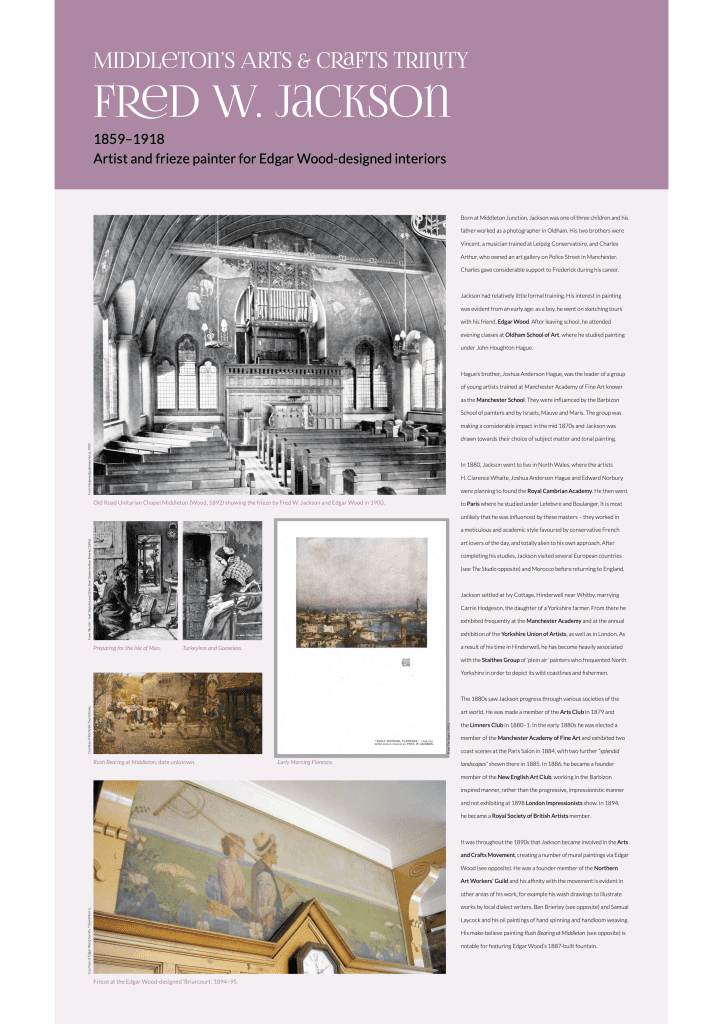 MIDDLETON'S ARTS & CRAFTS TRINITY
FRED W. JACKSON
1859–1918
Artist and frieze painter for Edgar Wood-designed interiors
Old Road Unitarian Chapel Middleton (Wood, 1892) showing the frieze by Fred W. Jackson and Edgar Wood in 1900.
Preparing for the Isle of Man.
Turkeyless and Gooseless.
Rush Bearing at Middleton, date unknown.
"EARLY MORNING FLORENCE."
BY FRED W. JACKSON.
Early Morning Florence.
Frieze at the Edgar Wood-designed 'Briarcourt', 1894–95.
Born at Middleton Junction, Jackson was one of three children and his
father worked as a photographer in Oldham. His two brothers were
Vincent, a musician trained at Leipzig Conservatoire, and Charles
Arthur, who owned an art gallery on Police Street in Manchester.
Charles gave considerable support to Frederick during his career.
Jackson had relatively little formal training. His interest in painting
was evident from an early age: as a boy, he went on sketching tours
with his friend, Edgar Wood. After leaving school, he attended
evening classes at Oldham School of Art, where he studied painting
under John Houghton Hague.
Hague's brother, Joshua Anderson Hague, was the leader of a group
of young artists trained at Manchester Academy of Fine Art known
as the Manchester School. They were influenced by the Barbizon
School of painters and by Israels, Mauve and Maris. The group was
making a considerable impact in the mid 1870s and Jackson was
drawn towards their choice of subject matter and tonal painting.
In 1880, Jackson went to live in North Wales, where the artists
H. Clarence Whaite, Joshua Anderson Hague and Edward Norbury
were planning to found the Royal Cambrian Academy. He then went
to Paris where he studied under Lefebvre and Boulanger. It is most
unlikely that he was influenced by these masters – they worked in
a meticulous and academic style favoured by conservative French
art lovers of the day, and totally alien to his own approach. After
completing his studies, Jackson visited several European countries
(see The Studio opposite) and Morocco before returning to England.
Jackson settled at Ivy Cottage, Hinderwell near Whitby, marrying
Carrie Hodgeson, the daughter of a Yorkshire farmer. From there he
exhibited frequently at the Manchester Academy and at the annual
exhibition of the Yorkshire Union of Artists, as well as in London. As
a result of his time in Hinderwell, he has become heavily associated
with the Staithes Group of 'plein air' painters who frequented North
Yorkshire in order to depict its wild coastlines and fishermen.
The 1880s saw Jackson progress through various societies of the
art world. He was made a member of the Arts Club in 1879 and
the Limners Club in 1880–1. In the early 1880s he was elected a
member of the Manchester Academy of Fine Art and exhibited two
coast scenes at the Paris Salon in 1884, with two further "splendid
landscapes" shown there in 1885. In 1886, he became a founder
member of the New English Art Club, working in the Barbizon
inspired manner, rather than the progressive, impressionistic manner
and not exhibiting at 1898 London Impressionists show. In 1894,
he became a Royal Society of British Artists member.
It was throughout the 1890s that Jackson became involved in the Arts
and Crafts Movement, creating a number of mural paintings via Edgar
Wood (see opposite). He was a founder member of the Northern
Art Workers' Guild and his affinity with the movement is evident in
other areas of his work, for example his wash drawings to illustrate
works by local dialect writers, Ben Brierley (see opposite) and Samuel
Laycock and his oil paintings of hand spinning and handloom weaving.
His make-believe painting Rush Bearing at Middleton (see opposite) is
notable for featuring Edgar Wood's 1887-built fountain.